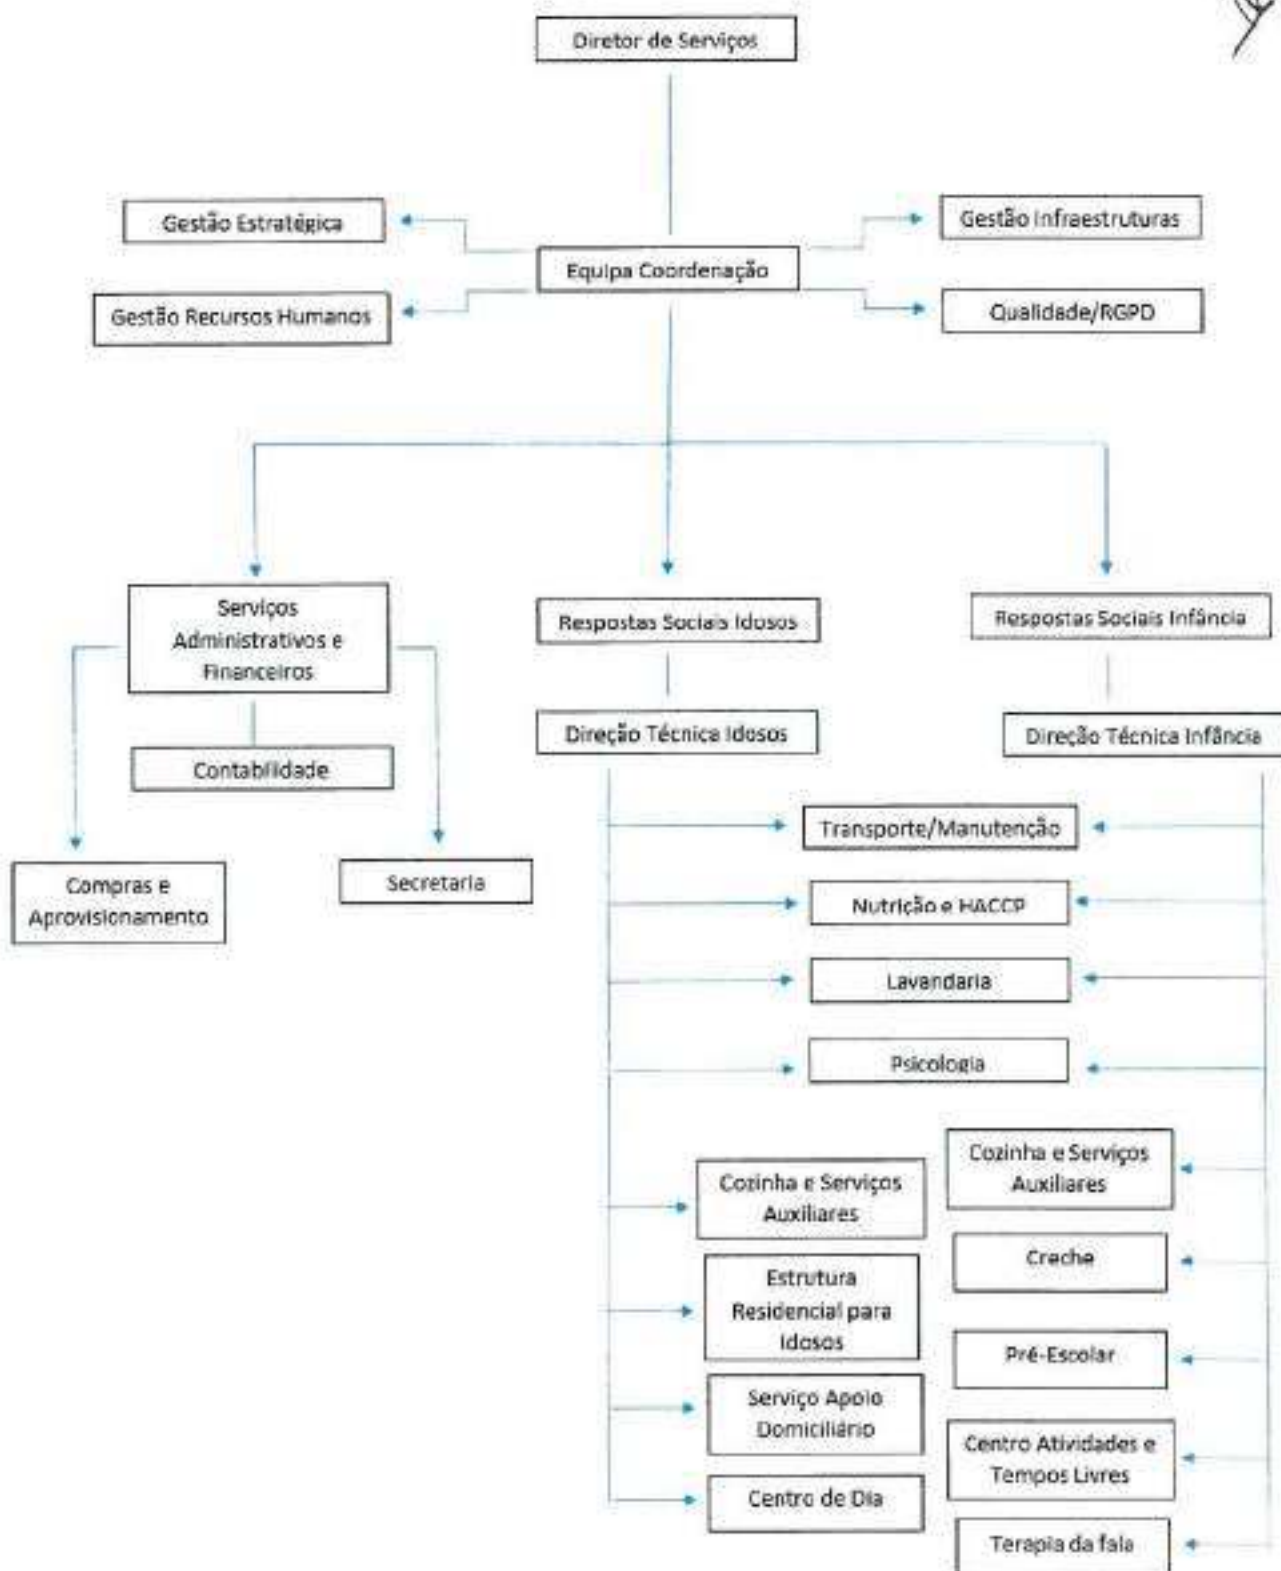 Diretor de Serviços
Gestão Estratégica
Gestão Infraestruturas
Equipa Coordenação
Gestão Recursos Humanos
Qualidade/RGPD
Serviços
Administrativos e
Financeiros
Respostas Sociais Idosos
Respostas Sociais Infância
Direção Técnica Idosos
Direção Técnica Infância
Contabilidade
Transporte/Manutenção
Compras e
Aprovisionamento
Secretaria
Nutrição e HACCP
Lavandaria
Psicologia
Cozinha e Serviços
Auxiliares
Cozinha e Serviços
Auxiliares
Estrutura
Residencial para
Idosos
Creche
Pré-Escolar
Serviço Apoio
Domiciliário
Centro Atividades e
Tempos Livres
Centro de Dia
Terapia da fala